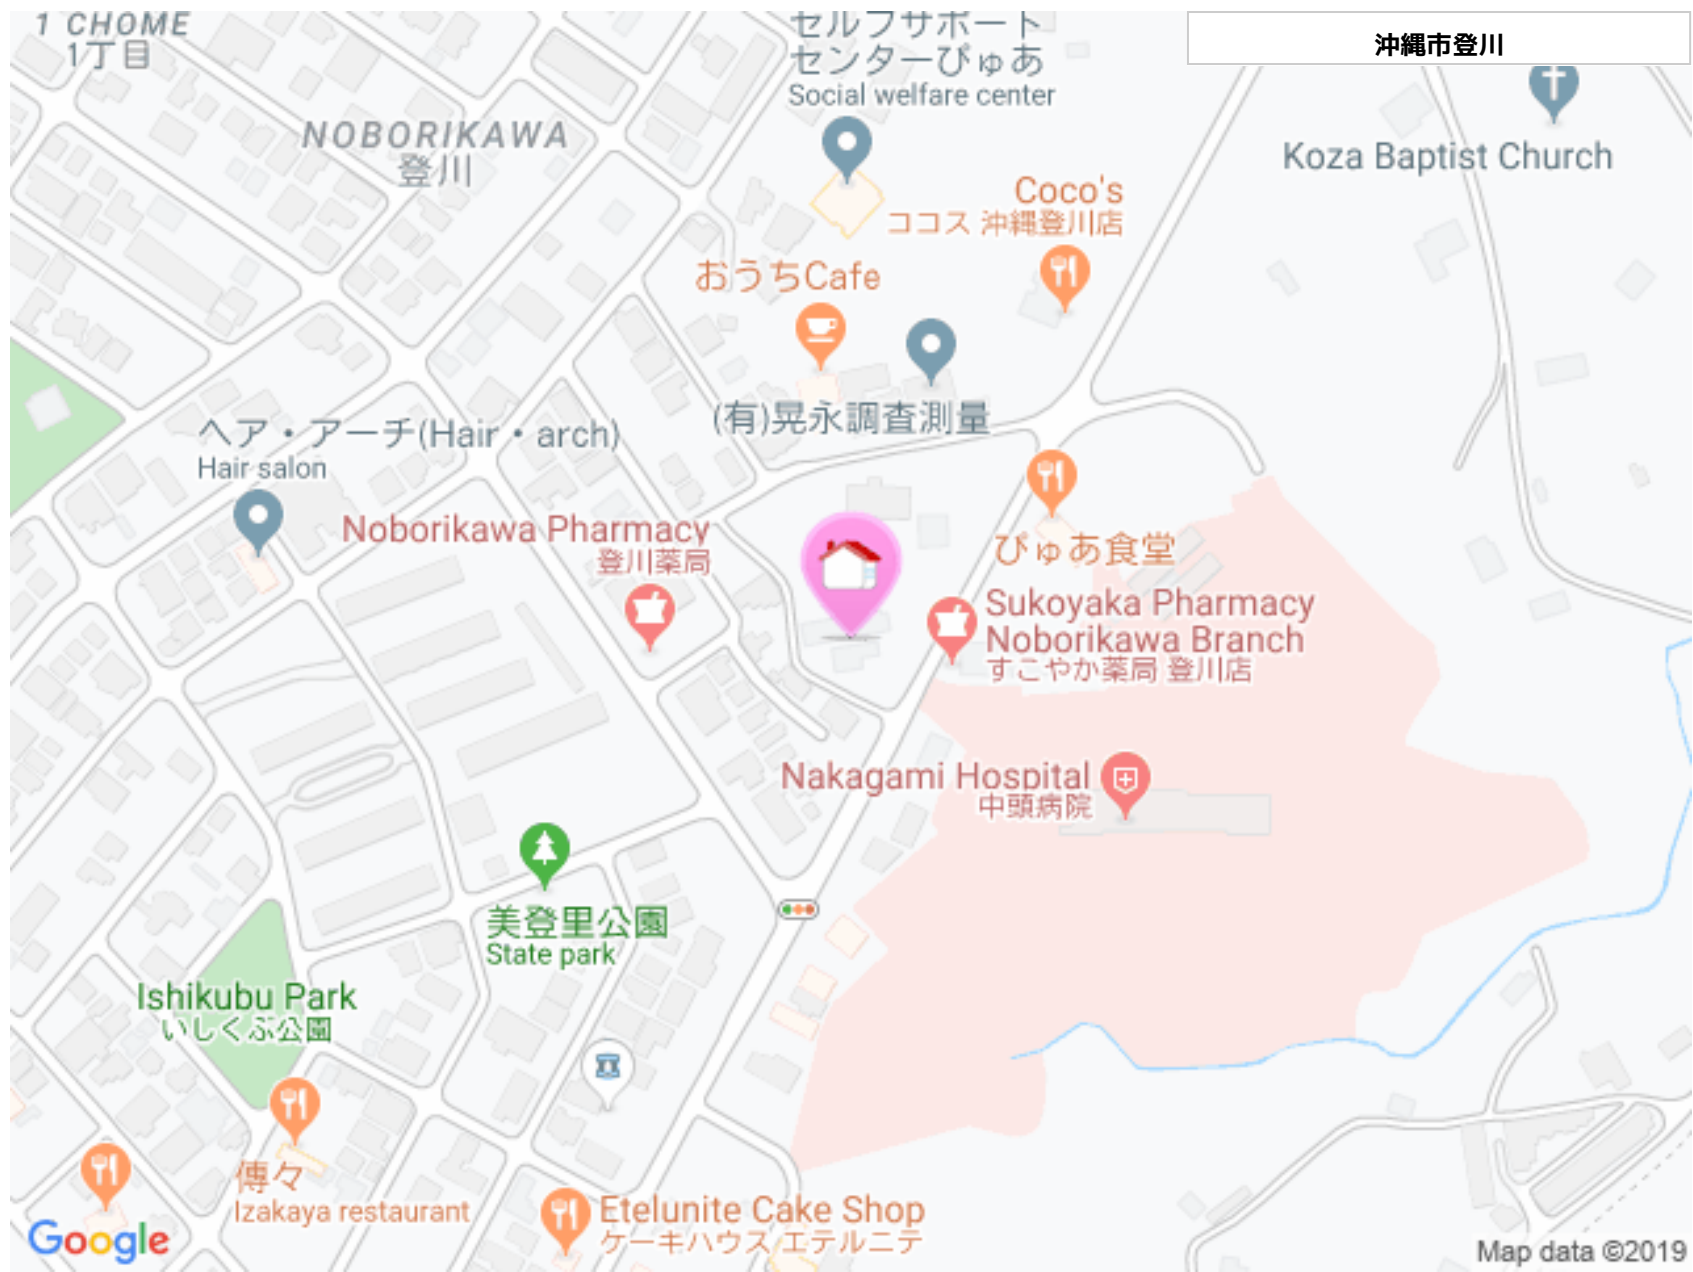 1 CHOME
1丁目
沖縄市登川
セルフサポート
センターぴゅあ
Social welfare center
NOBORIKAWA
登川
Koza Baptist Church
Coco's
ココス 沖縄登川店
おうちCafe
(有)晃永調査測量
ヘア・アーチ(Hair・arch)
Hair salon
Noborikawa Pharmacy
登川薬局
ぴゅあ食堂
Sukoyaka Pharmacy
Noborikawa Branch
すこやか薬局 登川店
Nakagami Hospital
中頭病院
美登里公園
State park
Ishikubu Park
いしくぶ公園
傳々
Izakaya restaurant
Etelunite Cake Shop
ケーキハウス エテルニテ
Google
Map data ©2019